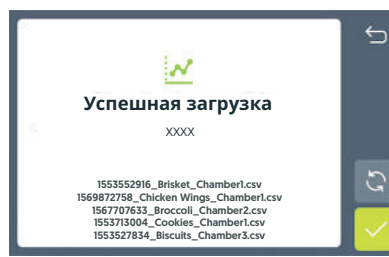 Успешная загрузка
XXXX
1553552916_Brisket_Chamber1.csv
1569872758_Chicken Wings_Chamber1.csv
1567707633_Broccoli_Chamber2.csv
1553713004_Cookies_Chamber1.csv
1553527834_Biscuits_Chamber3.csv